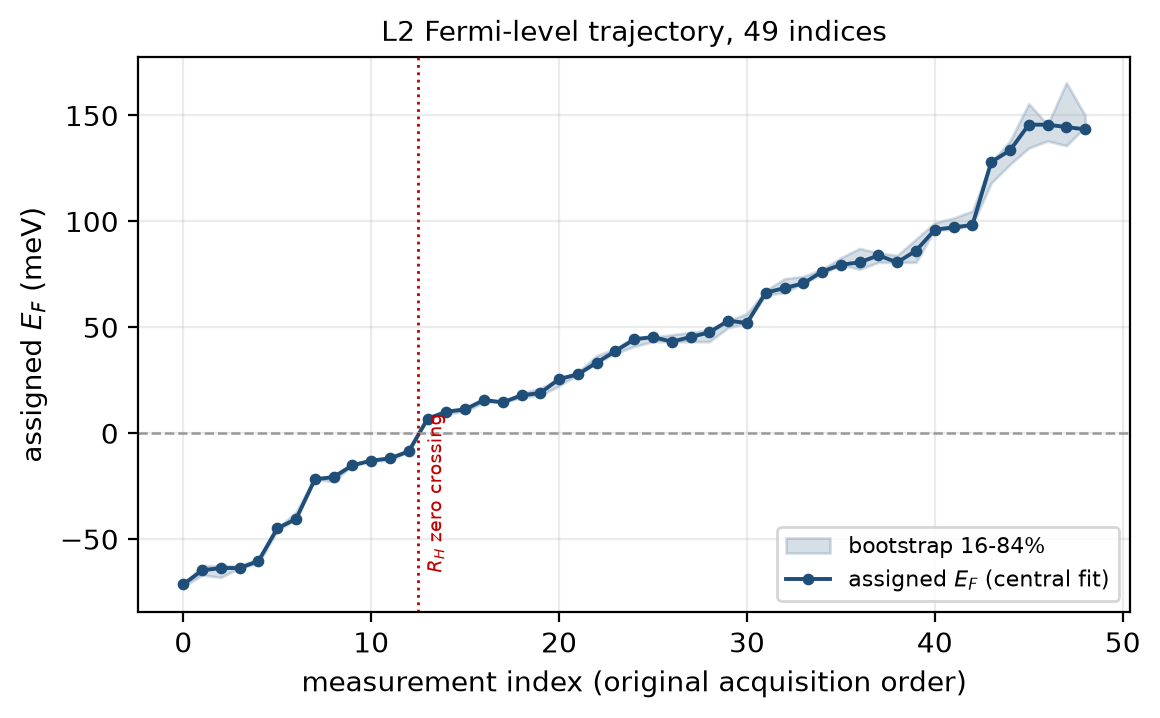 L2 Fermi-level trajectory, 49 indices
assigned E_F (meV)
150
100
50
0
−50
R_H zero crossing
bootstrap 16-84%
assigned E_F (central fit)
0
10
20
30
40
50
measurement index (original acquisition order)